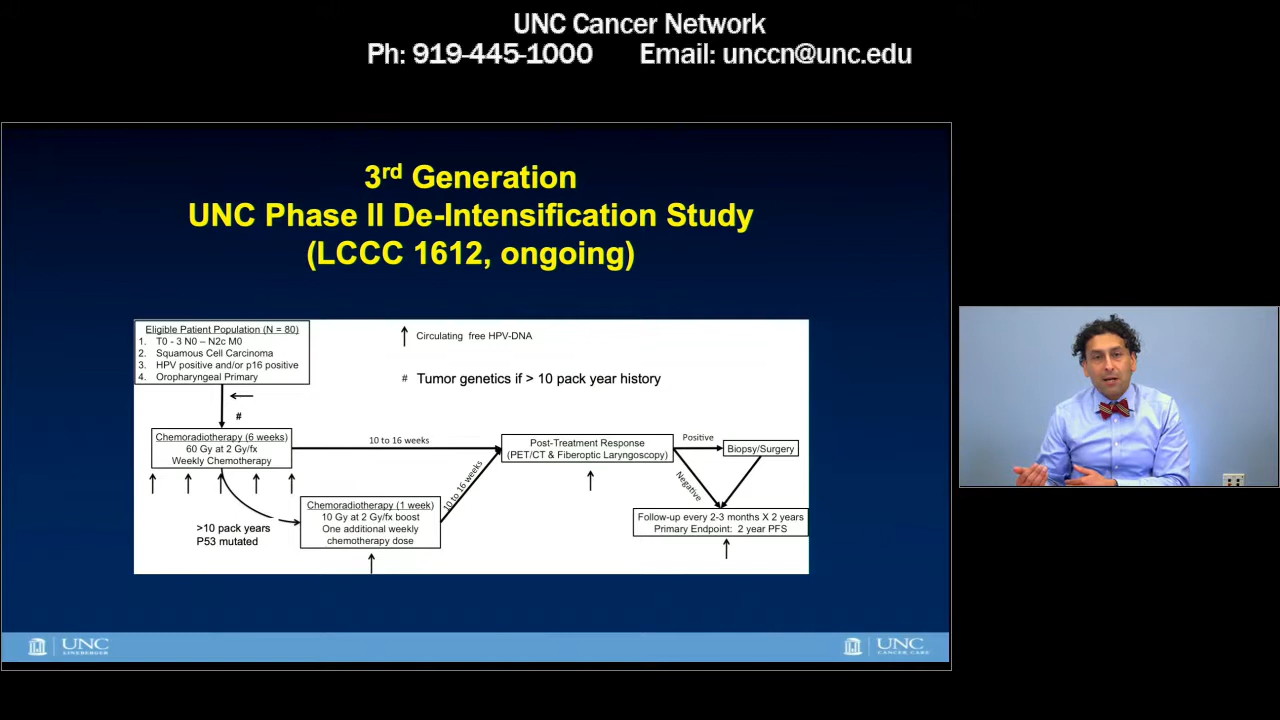 UNC Cancer Network
Ph: 919-445-1000 Email: unccn@unc.edu
3rd Generation
UNC Phase II De-Intensification Study
(LCCC 1612, ongoing)
Eligible Patient Population (N = 80)
1. T0 - 3 N0 – N2c M0
2. Squamous Cell Carcinoma
3. HPV positive and/or p16 positive
4. Oropharyngeal Primary
Circulating free HPV-DNA
# Tumor genetics if > 10 pack year history
#
Chemoradiotherapy (6 weeks)
60 Gy at 2 Gy/fx
Weekly Chemotherapy
10 to 16 weeks
Post-Treatment Response
(PET/CT & Fiberoptic Laryngoscopy)
Positive
Biopsy/Surgery
Negative
10 to 16 weeks
>10 pack years
P53 mutated
Chemoradiotherapy (1 week)
10 Gy at 2 Gy/fx boost
One additional weekly
chemotherapy dose
Follow-up every 2-3 months X 2 years
Primary Endpoint: 2 year PFS
UNC
LINEBERGER
UNC
CANCER CARE